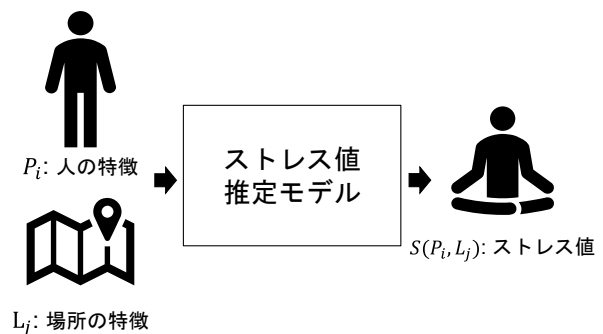 P_i: 人の特徴
ストレス値
推定モデル
S(P_i, L_j): ストレス値
L_j: 場所の特徴